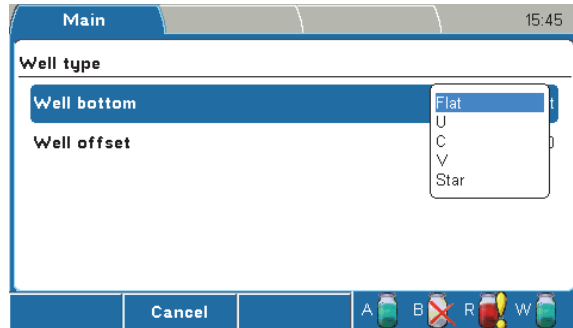 Main 15:45
Well type
Well bottom
Flat
U
Well offset
C
V
Star
Cancel A B R W